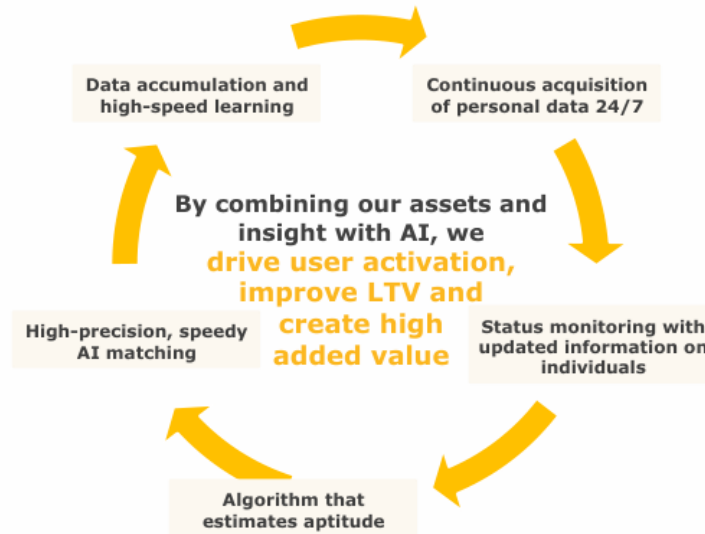 Data accumulation and
high-speed learning
Continuous acquisition
of personal data 24/7
By combining our assets and
insight with AI, we
drive user activation,
improve LTV and
create high
added value
High-precision, speedy
AI matching
Status monitoring with
updated information on
individuals
Algorithm that
estimates aptitude